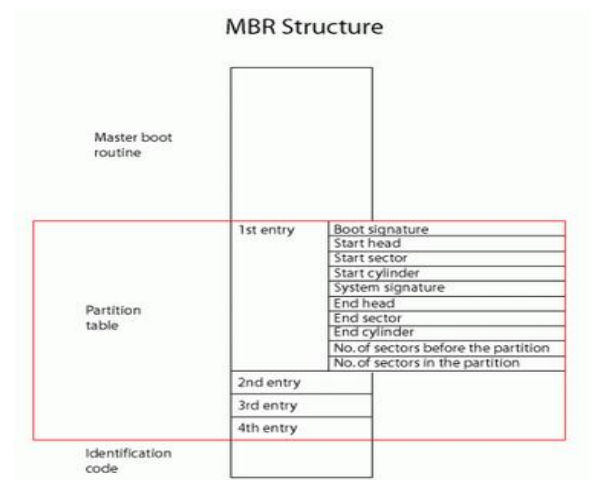 MBR Structure
Master boot
routine
1st entry
Boot signature
Start head
Start sector
Start cylinder
System signature
End head
End sector
End cylinder
No. of sectors before the partition
No. of sectors in the partition
Partition
table
2nd entry
3rd entry
4th entry
Identification
code